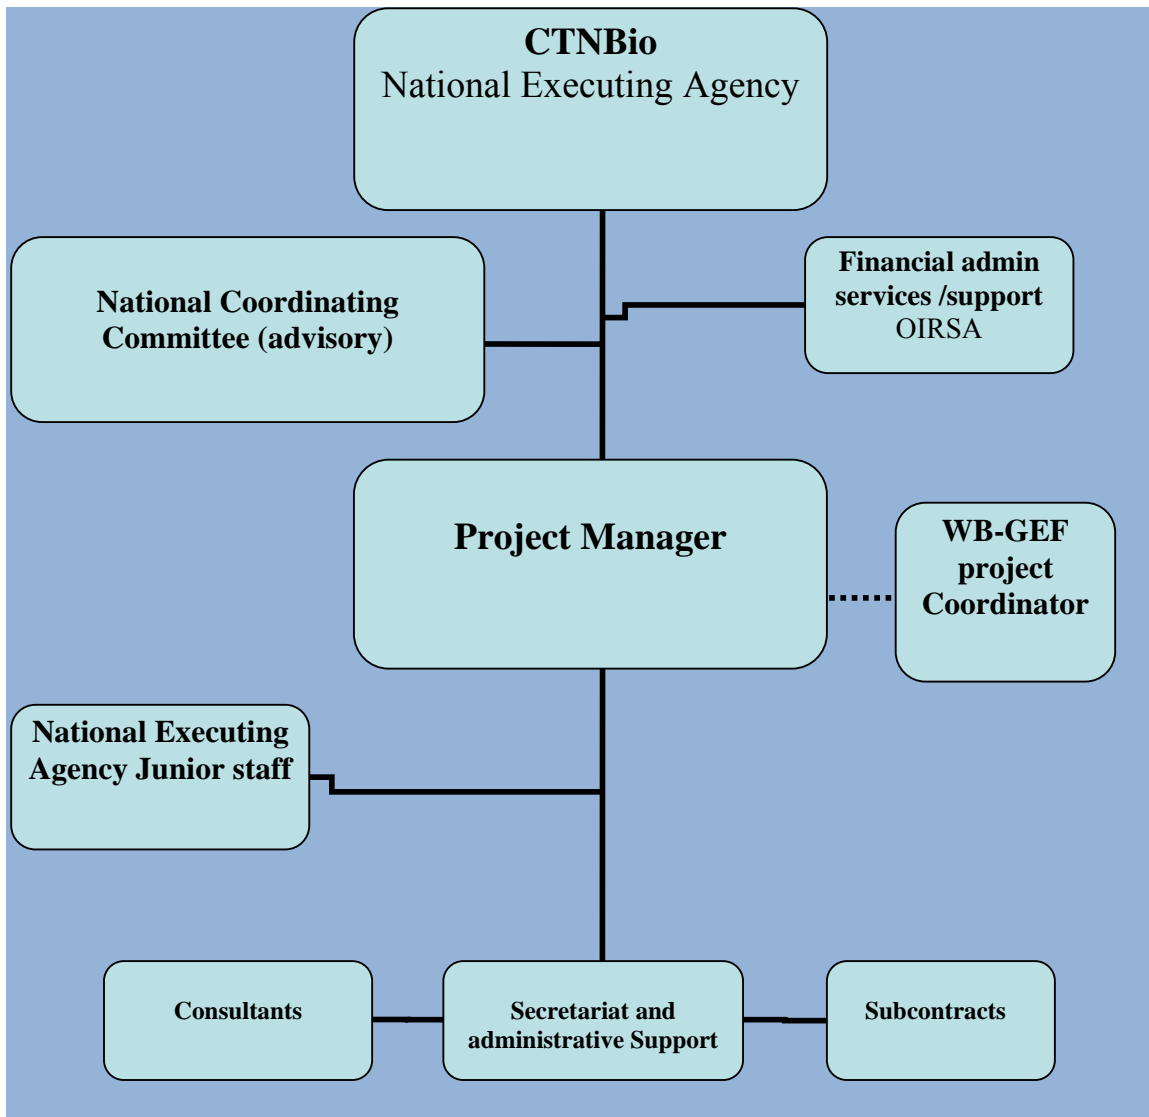 CTNBio
National Executing Agency
National Coordinating
Committee (advisory)
Financial admin
services /support
OIRSA
Project Manager
WB-GEF
project
Coordinator
National Executing
Agency Junior staff
Consultants
Secretariat and
administrative Support
Subcontracts